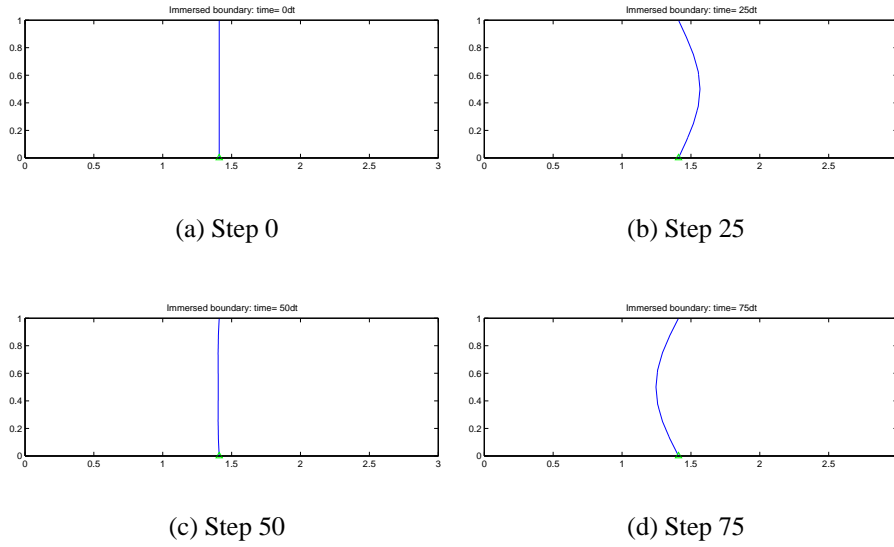 Immersed boundary: time= 0dt
1
0.8
0.6
0.4
0.2
0
0 0.5 1 1.5 2 2.5 3
(a) Step 0
Immersed boundary: time= 25dt
1
0.8
0.6
0.4
0.2
0
0 0.5 1 1.5 2 2.5
(b) Step 25
Immersed boundary: time= 50dt
1
0.8
0.6
0.4
0.2
0
0 0.5 1 1.5 2 2.5 3
(c) Step 50
Immersed boundary: time= 75dt
1
0.8
0.6
0.4
0.2
0
0 0.5 1 1.5 2 2.5
(d) Step 75